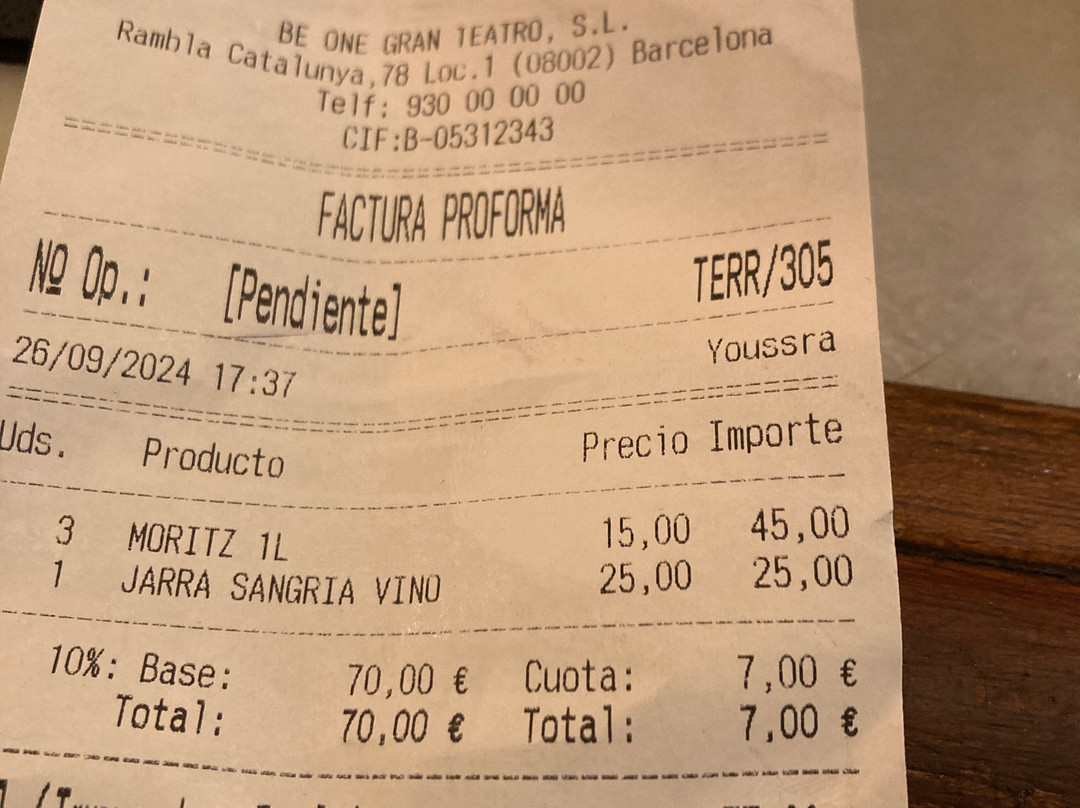 BE ONE GRAN TEATRO, S.L.
Rambla Catalunya,78 Loc.1 (08002) Barcelona
Telf: 930 00 00 00
CIF:B-05312343
FACTURA PROFORMA
Nº Op.: [Pendiente] TERR/305
26/09/2024 17:37 Youssra
Uds. Producto Precio Importe
3 MORITZ 1L 15,00 45,00
1 JARRA SANGRIA VINO 25,00 25,00
10%: Base: 70,00 € Cuota: 7,00 €
Total: 70,00 € Total: 7,00 €